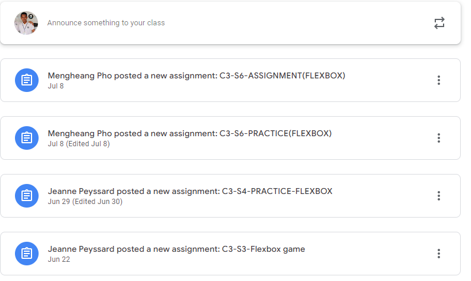 Announce something to your class
Mengheang Pho posted a new assignment: C3-S6-ASSIGNMENT(FLEXBOX)
Jul 8
Mengheang Pho posted a new assignment: C3-S6-PRACTICE(FLEXBOX)
Jul 8 (Edited Jul 8)
Jeanne Peyssard posted a new assignment: C3-S4-PRACTICE-FLEXBOX
Jun 29 (Edited Jun 30)
Jeanne Peyssard posted a new assignment: C3-S3-Flexbox game
Jun 22